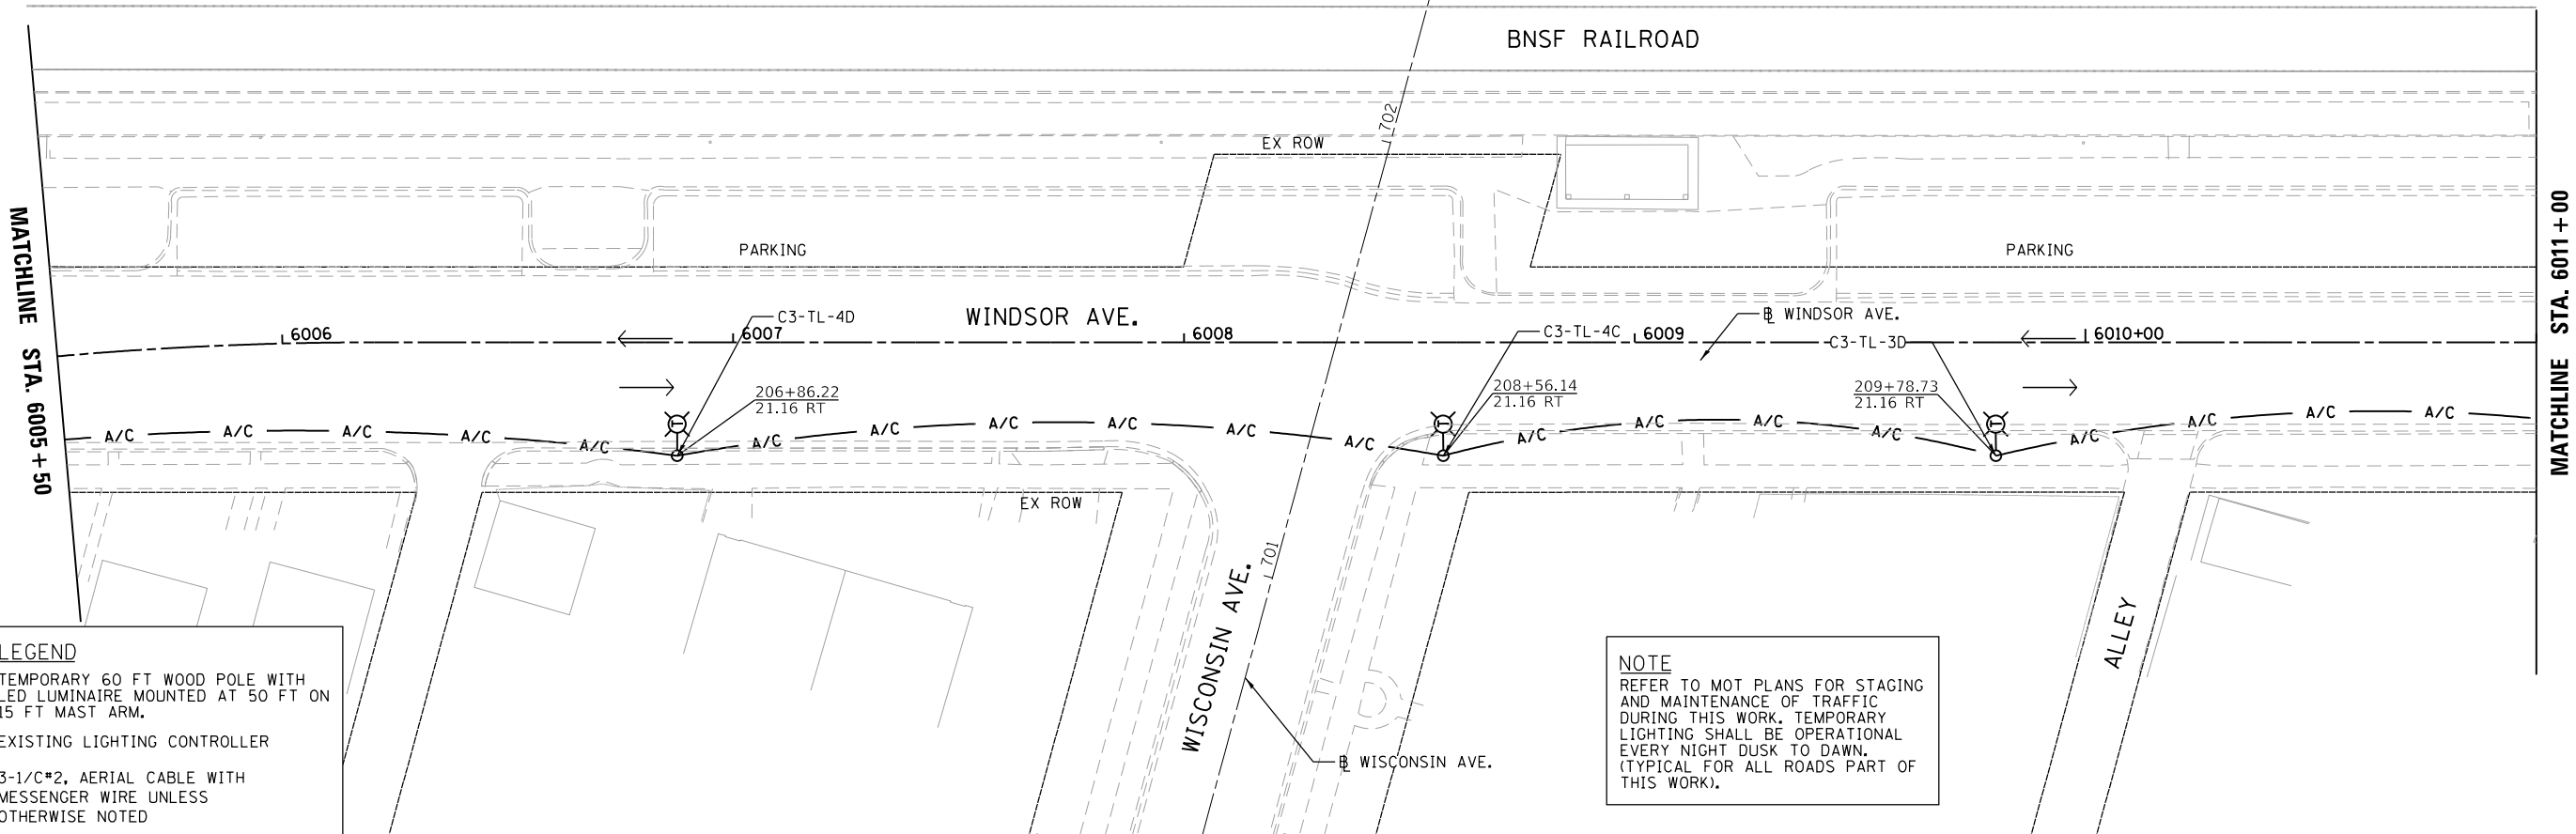 BNSF RAILROAD
702
EX ROW
MATCHLINE STA. 6005+50
MATCHLINE STA. 6011+00
PARKING
PARKING
WINDSOR AVE.
C3-TL-4D
6006
6007
6008
C3-TL-4C
6009
℄ WINDSOR AVE.
C3-TL-3D
6010+00
206+86.22
21.16 RT
208+56.14
21.16 RT
209+78.73
21.16 RT
A/C A/C A/C A/C A/C A/C A/C A/C A/C A/C A/C A/C A/C A/C A/C A/C A/C A/C A/C
EX ROW
701
WISCONSIN AVE.
℄ WISCONSIN AVE.
ALLEY
LEGEND
TEMPORARY 60 FT WOOD POLE WITH
LED LUMINAIRE MOUNTED AT 50 FT ON
15 FT MAST ARM.
EXISTING LIGHTING CONTROLLER
3-1/C#2, AERIAL CABLE WITH
MESSENGER WIRE UNLESS
OTHERWISE NOTED
NOTE
REFER TO MOT PLANS FOR STAGING
AND MAINTENANCE OF TRAFFIC
DURING THIS WORK. TEMPORARY
LIGHTING SHALL BE OPERATIONAL
EVERY NIGHT DUSK TO DAWN.
(TYPICAL FOR ALL ROADS PART OF
THIS WORK).